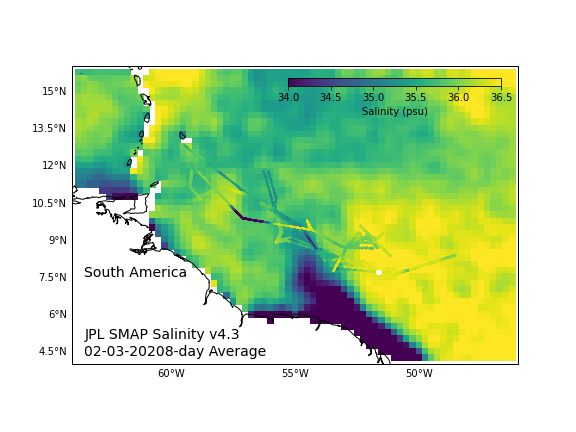 15°N
13.5°N
12°N
10.5°N
9°N
7.5°N
6°N
4.5°N
34.0 34.5 35.0 35.5 36.0 36.5
Salinity (psu)
South America
JPL SMAP Salinity v4.3
02-03-20208-day Average
60°W 55°W 50°W